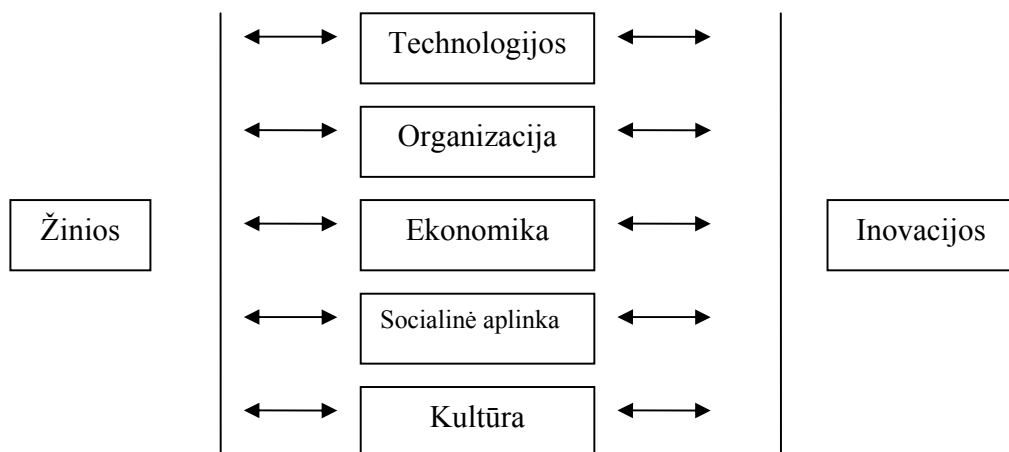 Technologijos
Organizacija
Žinios
Ekonomika
Inovacijos
Socialinė aplinka
Kultūra